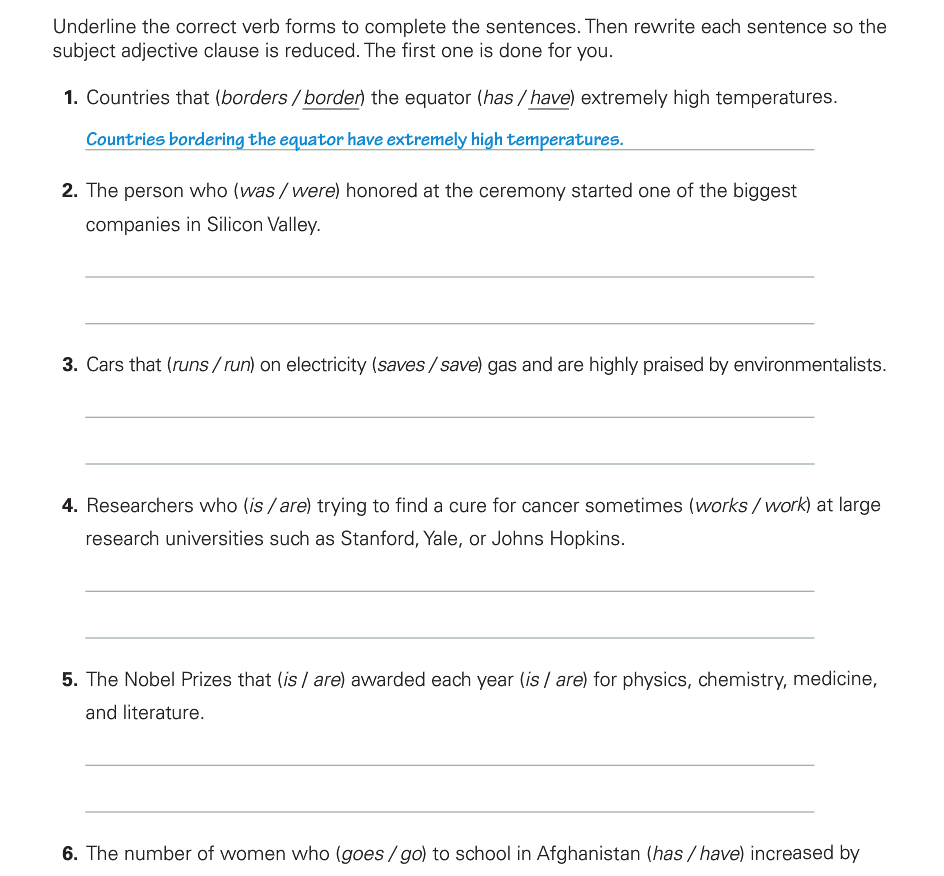 Underline the correct verb forms to complete the sentences. Then rewrite each sentence so the
subject adjective clause is reduced. The first one is done for you.
1. Countries that (borders / border) the equator (has / have) extremely high temperatures.
Countries bordering the equator have extremely high temperatures.
2. The person who (was / were) honored at the ceremony started one of the biggest
companies in Silicon Valley.
3. Cars that (runs / run) on electricity (saves / save) gas and are highly praised by environmentalists.
4. Researchers who (is / are) trying to find a cure for cancer sometimes (works / work) at large
research universities such as Stanford, Yale, or Johns Hopkins.
5. The Nobel Prizes that (is / are) awarded each year (is / are) for physics, chemistry, medicine,
and literature.
6. The number of women who (goes / go) to school in Afghanistan (has / have) increased by